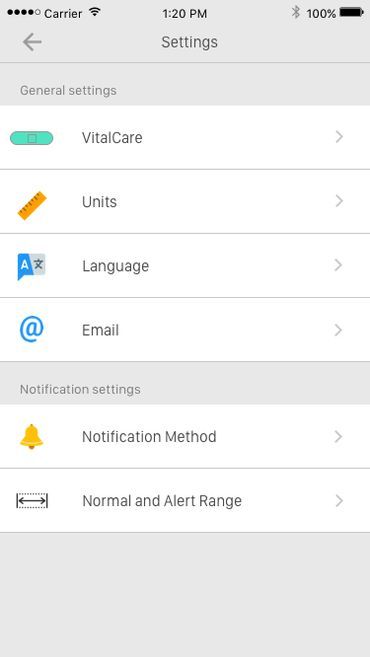 Carrier 1:20 PM 100%
Settings
General settings
VitalCare
Units
A 文 Language
@ Email
Notification settings
Notification Method
Normal and Alert Range